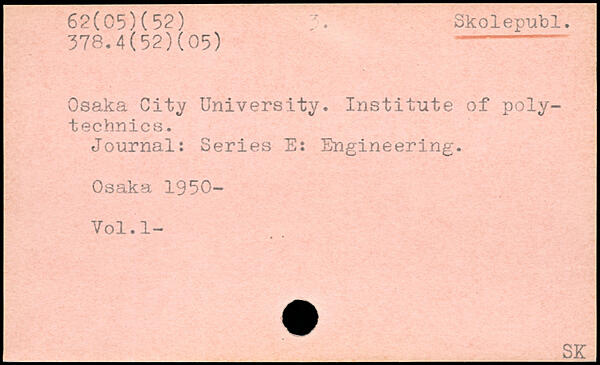 62(05)(52) 3. Skolepubl.
378.4(52)(05)
Osaka City University. Institute of poly-
technics.
Journal: Series E: Engineering.
Osaka 1950-
Vol.1-
SK